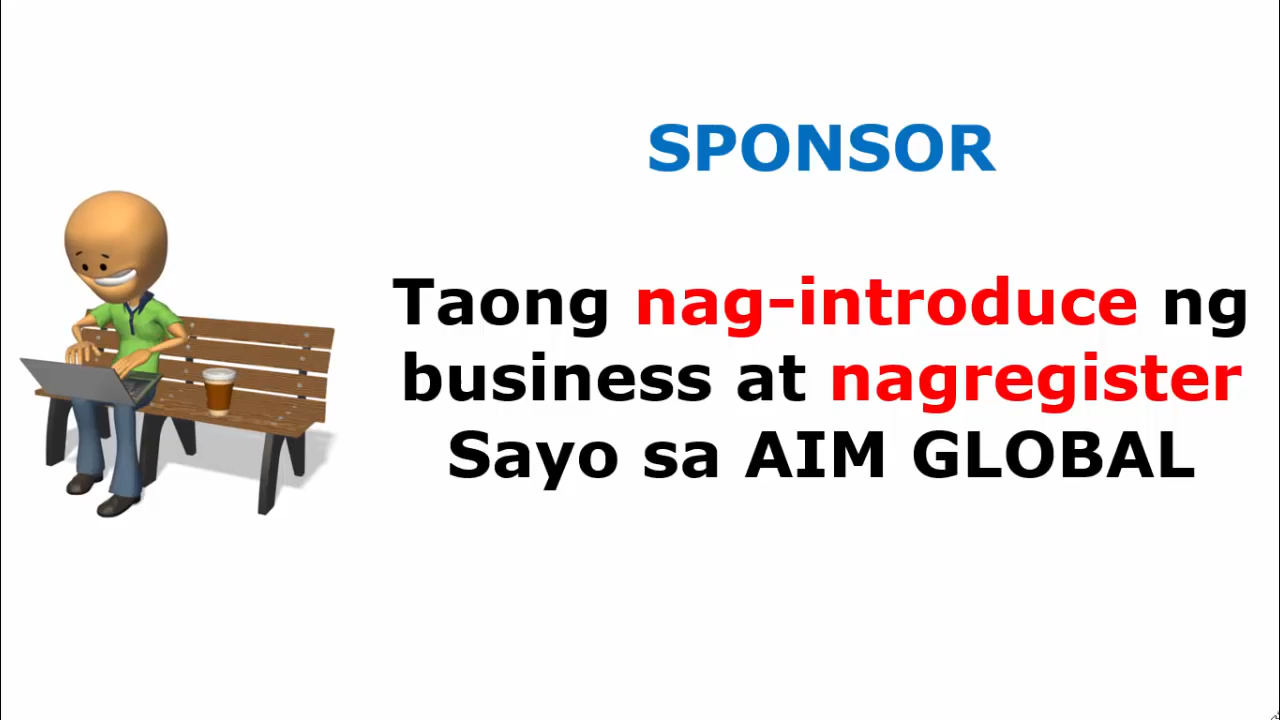 SPONSOR
Taong nag-introduce ng
business at nagregister
Sayo sa AIM GLOBAL